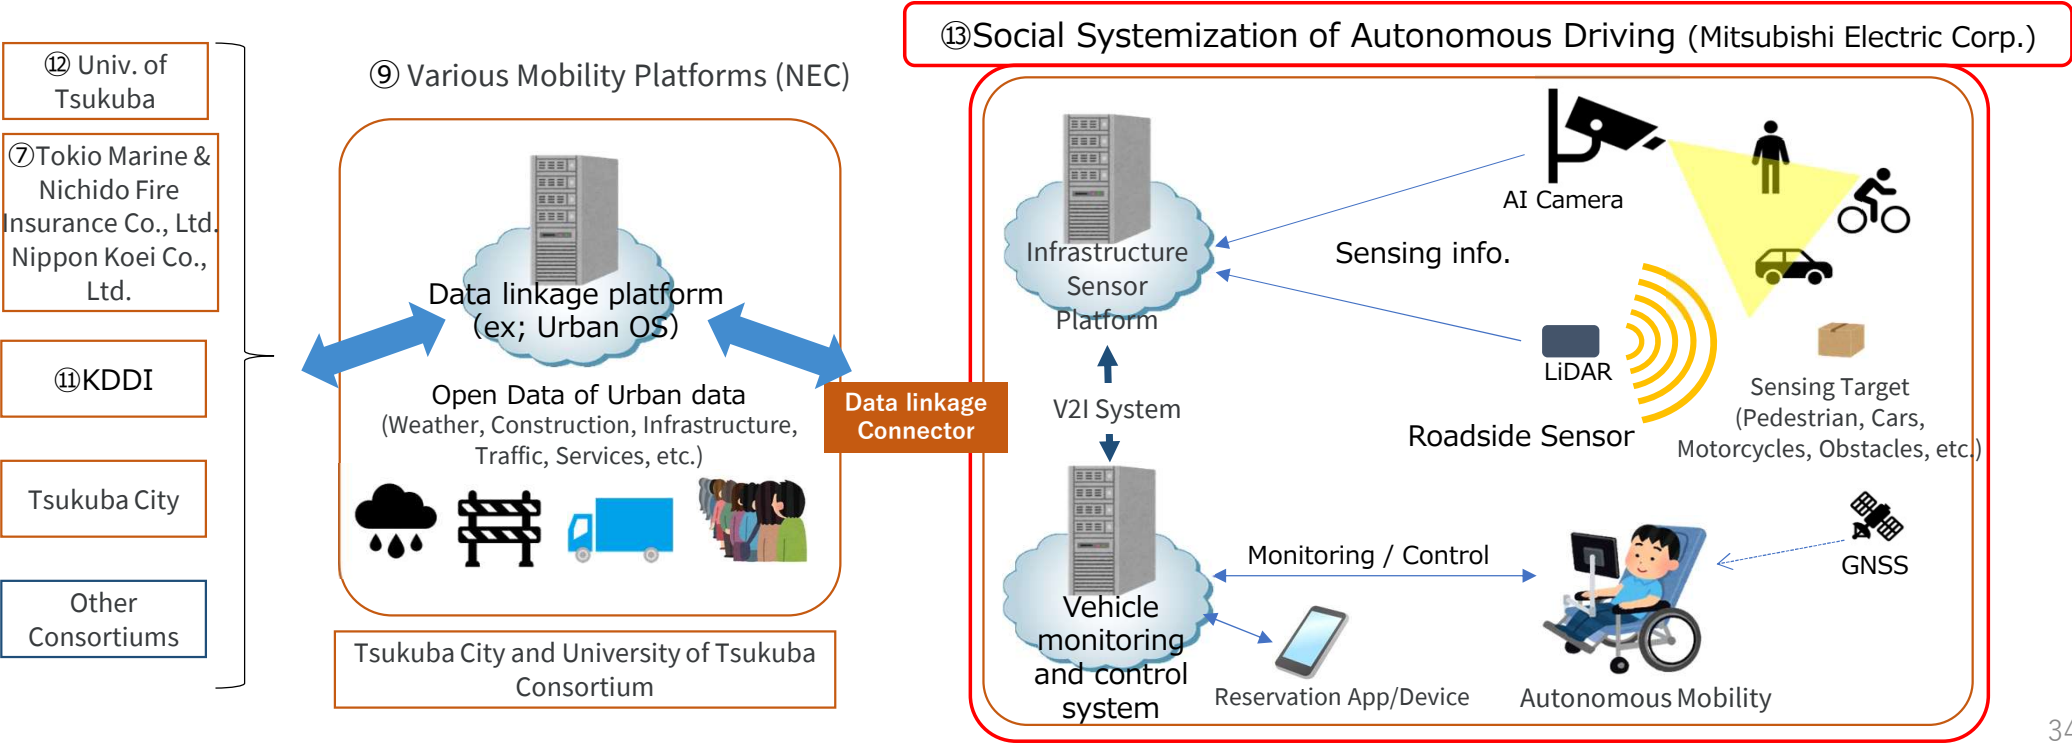 ⑬Social Systemization of Autonomous Driving (Mitsubishi Electric Corp.)
⑫ Univ. of
Tsukuba
⑦Tokio Marine &
Nichido Fire
Insurance Co., Ltd.
Nippon Koei Co.,
Ltd.
⑪KDDI
Tsukuba City
Other
Consortiums
⑨ Various Mobility Platforms (NEC)
Data linkage platform
(ex; Urban OS)
Open Data of Urban data
(Weather, Construction, Infrastructure,
Traffic, Services, etc.)
Tsukuba City and University of Tsukuba
Consortium
Data linkage
Connector
Infrastructure
Sensor
Platform
V2I System
Vehicle
monitoring
and control
system
AI Camera
Sensing info.
LiDAR
Roadside Sensor
Sensing Target
(Pedestrian, Cars,
Motorcycles, Obstacles, etc.)
Monitoring / Control
GNSS
Reservation App/Device
Autonomous Mobility
34